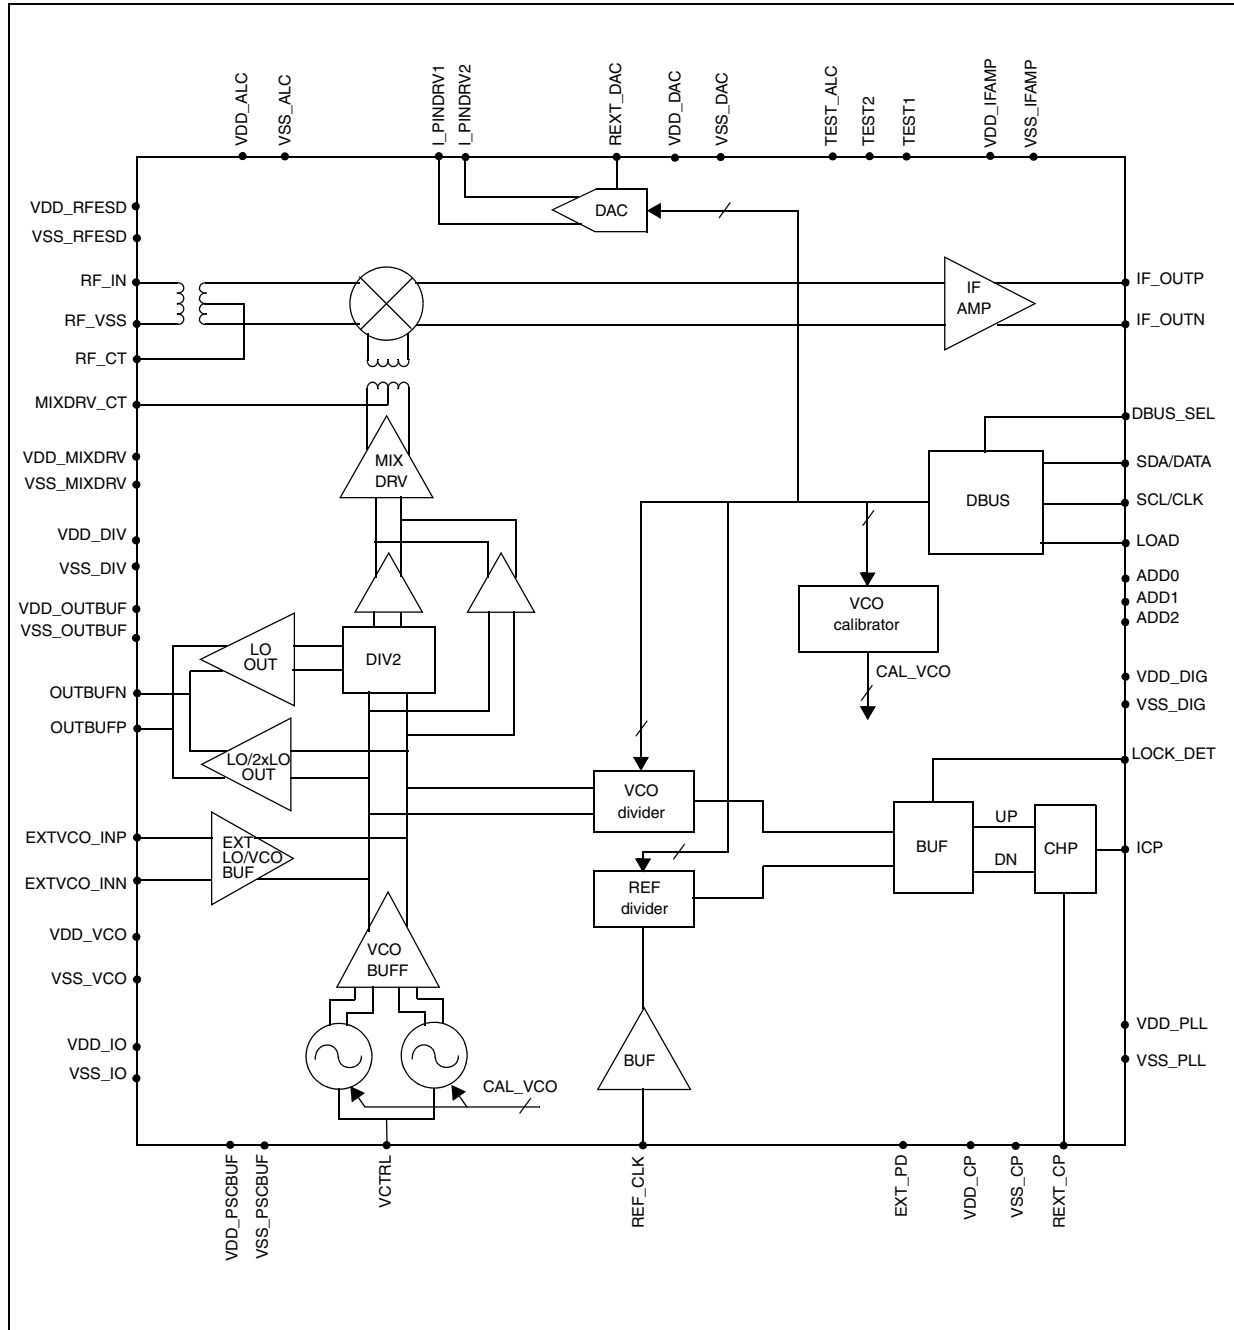 VDD_ALC
VSS_ALC
I_PINDRV1
I_PINDRV2
REXT_DAC
VDD_DAC
VSS_DAC
TEST_ALC
TEST2
TEST1
VDD_IFAMP
VSS_IFAMP
VDD_RFESD
VSS_RFESD
RF_IN
RF_VSS
RF_CT
MIXDRV_CT
VDD_MIXDRV
VSS_MIXDRV
VDD_DIV
VSS_DIV
VDD_OUTBUF
VSS_OUTBUF
OUTBUFN
OUTBUFP
EXTVCO_INP
EXTVCO_INN
VDD_VCO
VSS_VCO
VDD_IO
VSS_IO
DAC
IF
AMP
MIX
DRV
DBUS
VCO
calibrator
CAL_VCO
LO
OUT
DIV2
LO/2xLO
OUT
EXT
LO/VCO
BUF
VCO
divider
REF
divider
BUF
UP
DN
CHP
VCO
BUFF
BUF
CAL_VCO
IF_OUTP
IF_OUTN
DBUS_SEL
SDA/DATA
SCL/CLK
LOAD
ADD0
ADD1
ADD2
VDD_DIG
VSS_DIG
LOCK_DET
ICP
VDD_PLL
VSS_PLL
VDD_PSCBUF
VSS_PSCBUF
VCTRL
REF_CLK
EXT_PD
VDD_CP
VSS_CP
REXT_CP